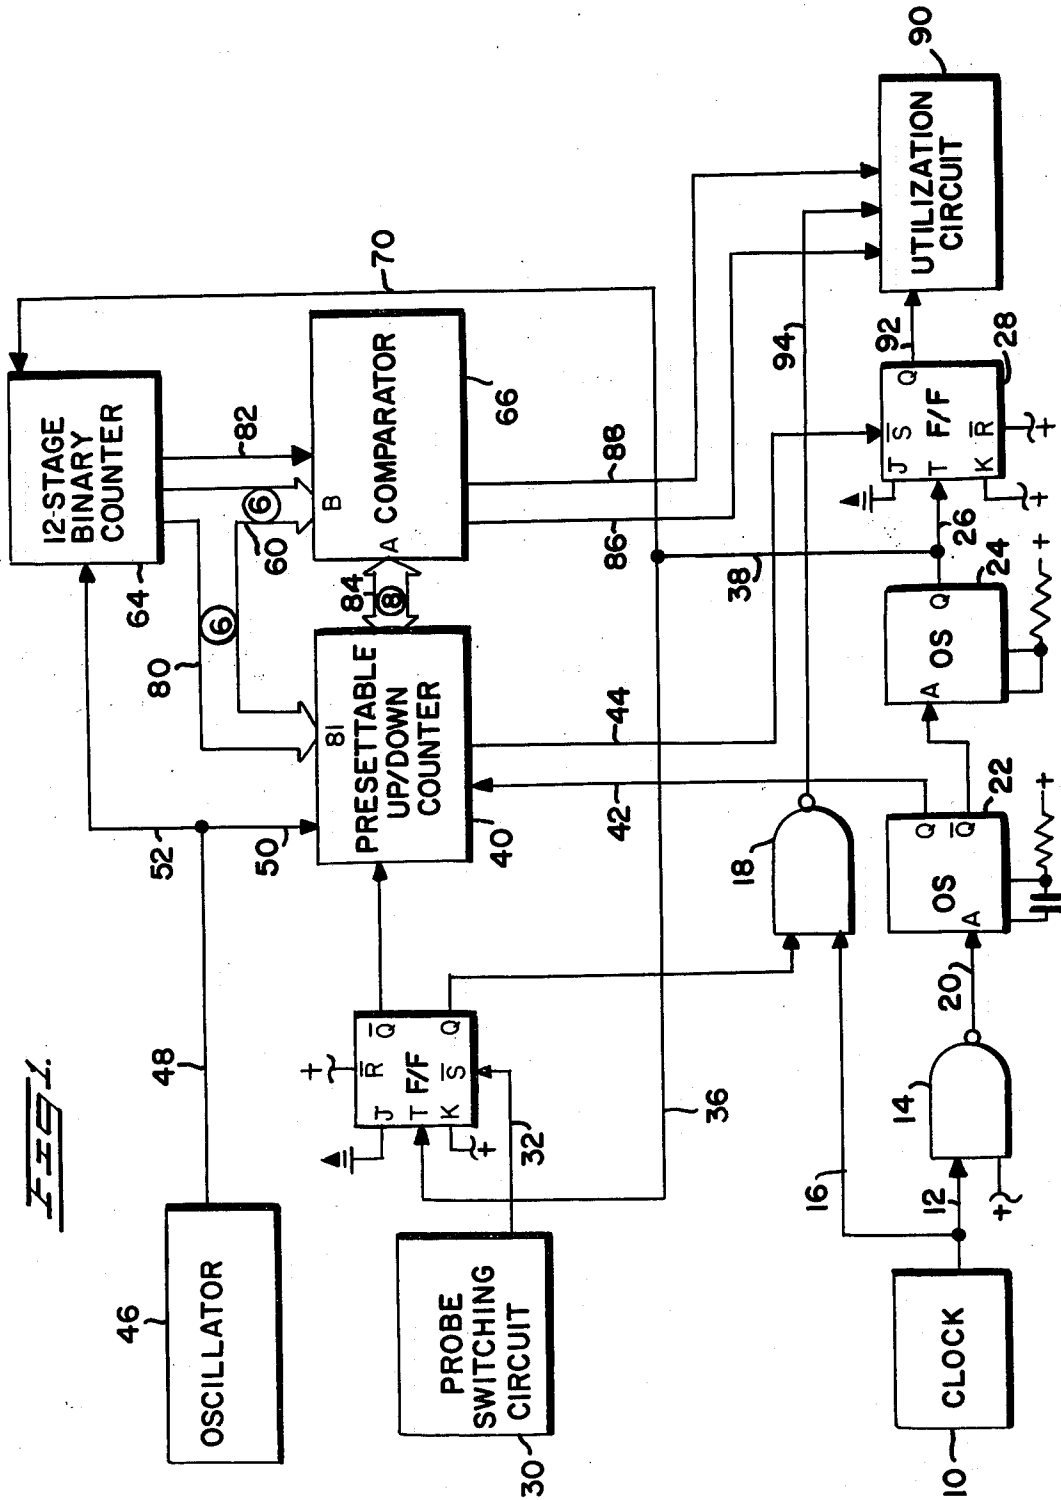 Fig 1.
46
OSCILLATOR
48
52
50
80
64
12-STAGE
BINARY
COUNTER
6
82
6
60
70
30
PROBE
SWITCHING
CIRCUIT
32
+
J
R̅
Q̅
T F/F
K
S̅
Q
+
36
40
81
PRESETTABLE
UP/DOWN
COUNTER
84
8
B
A COMPARATOR
66
42
44
86
88
38
94
10
CLOCK
12
16
14
+
18
20
A
OS
Q
Q̅
22
+
A
OS
Q
24
+
26
J
S̅
T F/F
Q
K
R̅
28
+
+
92
UTILIZATION
CIRCUIT
90